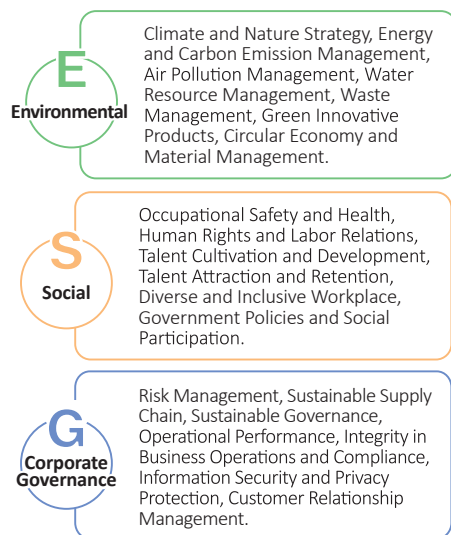 E
Environmental
Climate and Nature Strategy, Energy
and Carbon Emission Management,
Air Pollution Management, Water
Resource Management, Waste
Management, Green Innovative
Products, Circular Economy and
Material Management.
S
Social
Occupational Safety and Health,
Human Rights and Labor Relations,
Talent Cultivation and Development,
Talent Attraction and Retention,
Diverse and Inclusive Workplace,
Government Policies and Social
Participation.
G
Corporate
Governance
Risk Management, Sustainable Supply
Chain, Sustainable Governance,
Operational Performance, Integrity in
Business Operations and Compliance,
Information Security and Privacy
Protection, Customer Relationship
Management.